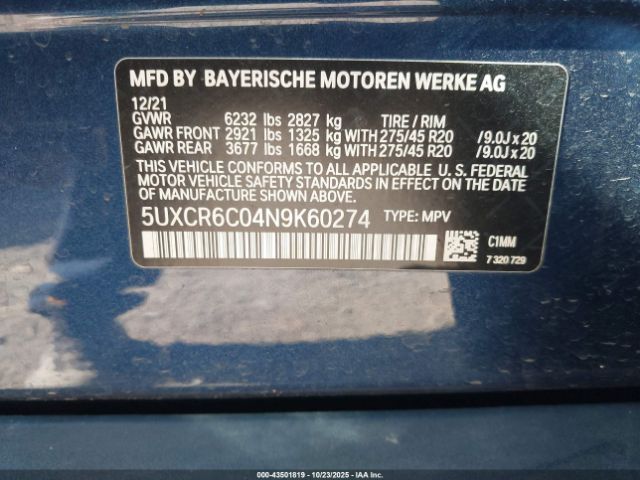 MFD BY BAYERISCHE MOTOREN WERKE AG
12/21
GVWR 6232 lbs 2827 kg TIRE / RIM
GAWR FRONT 2921 lbs 1325 kg WITH 275/45 R20 /9.0J x 20
GAWR REAR 3677 lbs 1668 kg WITH 275/45 R20 /9.0J x 20
THIS VEHICLE CONFORMS TO ALL APPLICABLE U. S. FEDERAL
MOTOR VEHICLE SAFETY STANDARDS IN EFFECT ON THE DATE
OF MANUFACTURE SHOWN ABOVE.
5UXCR6C04N9K60274 TYPE: MPV
C1MM
7 320 729
000-43501819 - 10/23/2025 - Copyright © 2025 IAA, Inc.